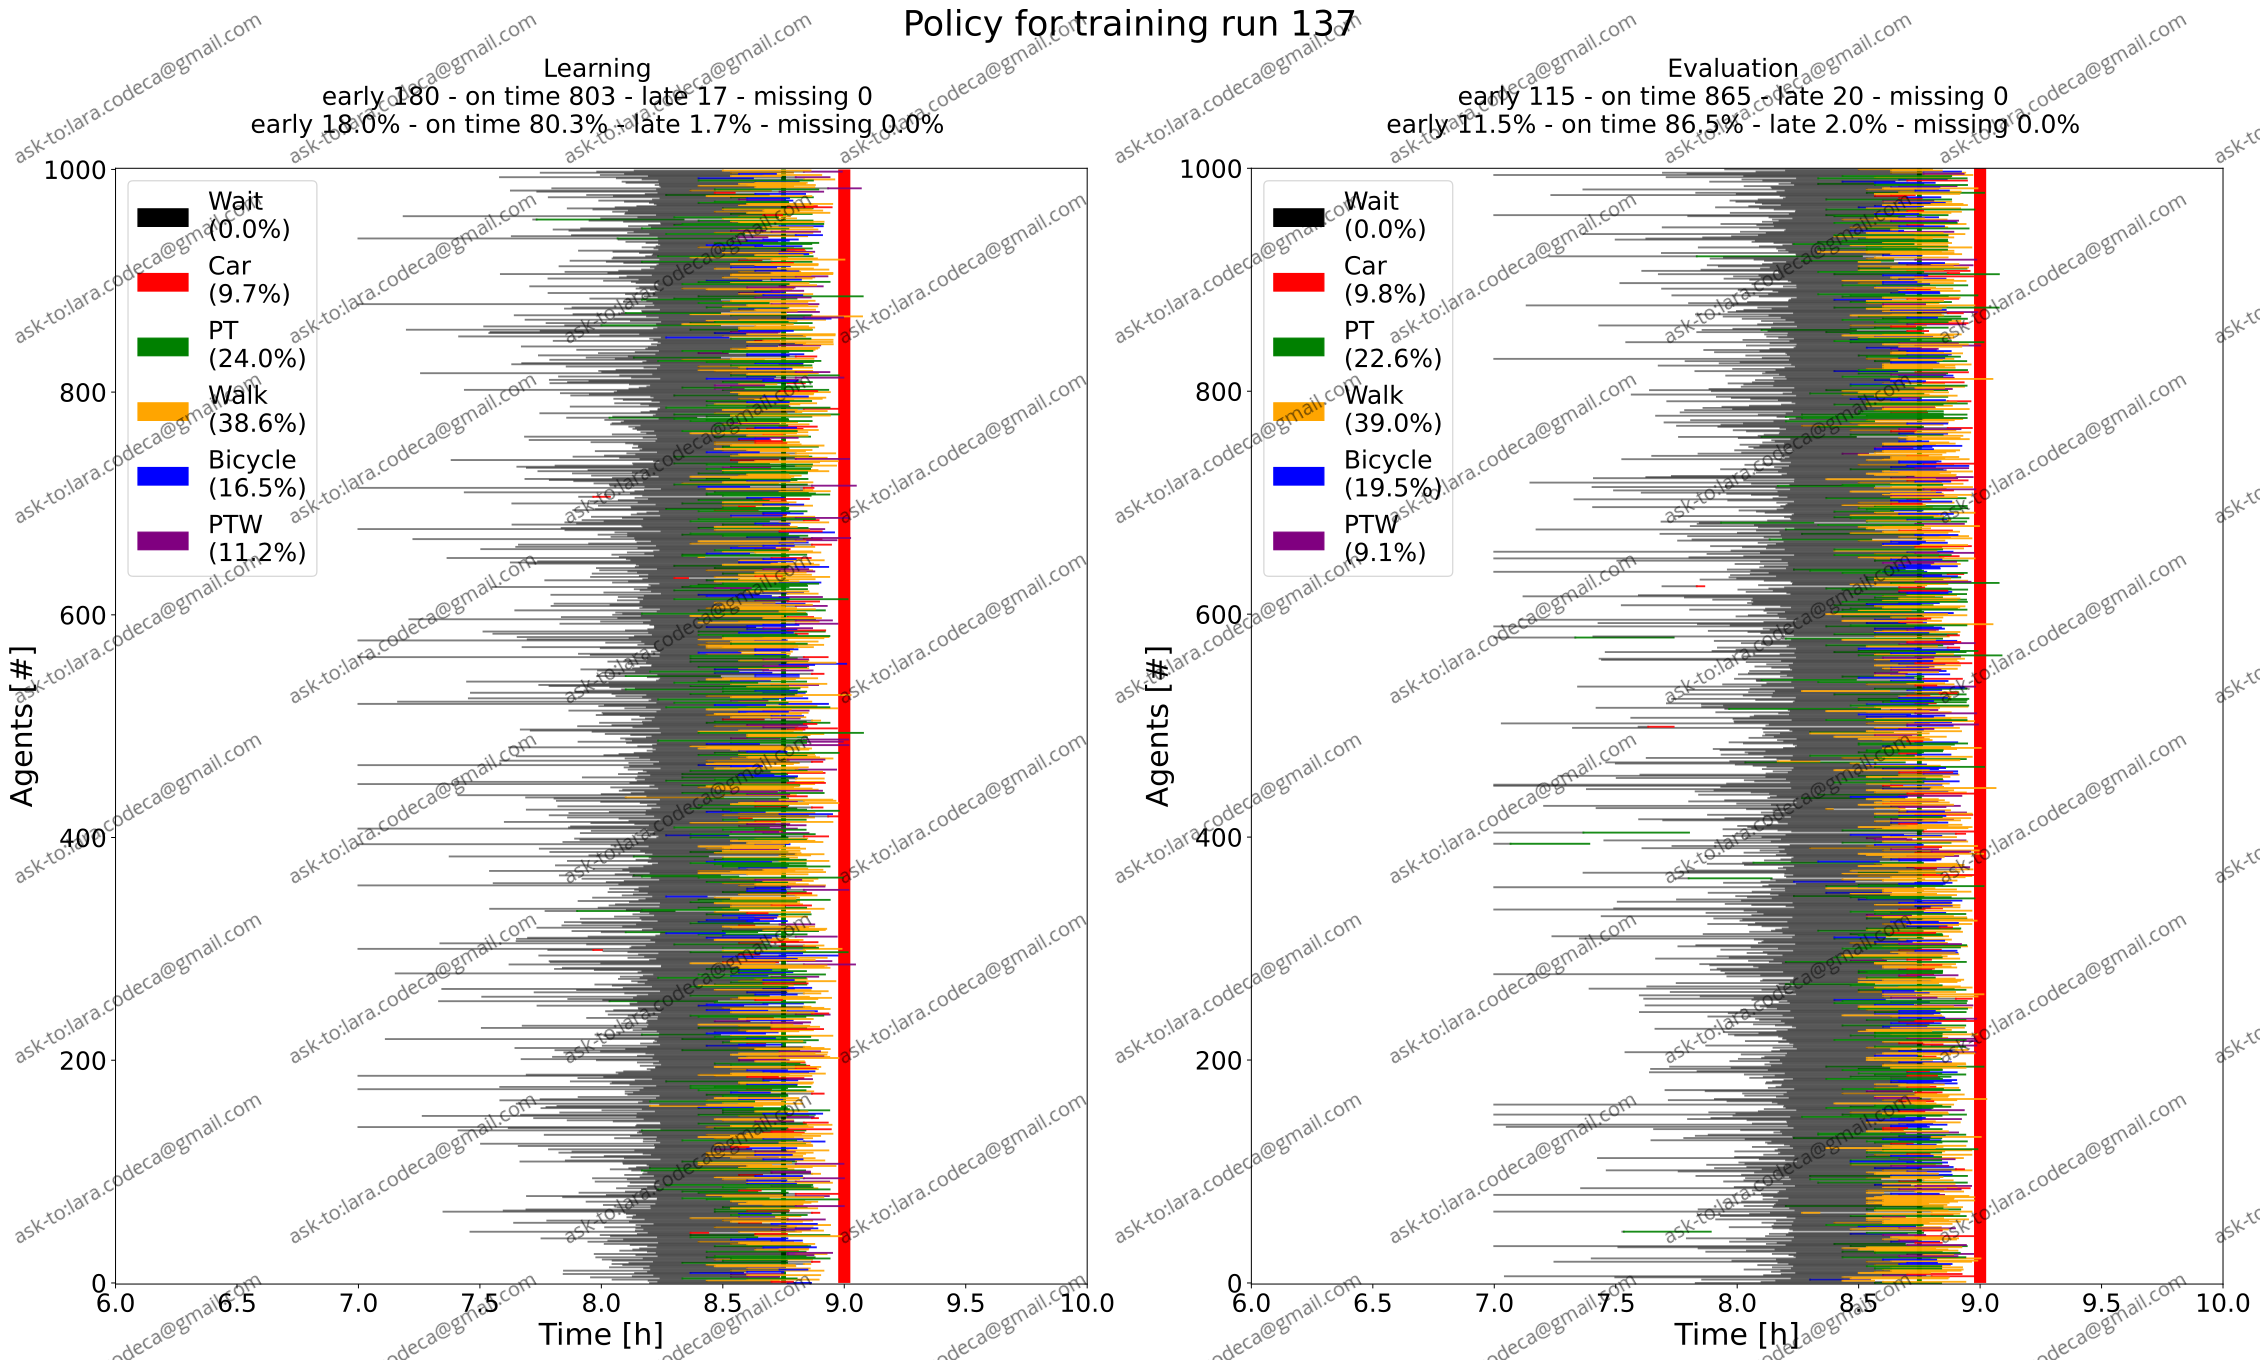 Policy for training run 137
Learning
early 180 - on time 803 - late 17 - missing 0
early 18.0% - on time 80.3% - late 1.7% - missing 0.0%
1000
800
600
400
200
0
Agents [#]
Wait
(0.0%)
Car
(9.7%)
PT
(24.0%)
Walk
(38.6%)
Bicycle
(16.5%)
PTW
(11.2%)
6.0 6.5 7.0 7.5 8.0 8.5 9.0 9.5 10.0
Time [h]
Evaluation
early 115 - on time 865 - late 20 - missing 0
early 11.5% - on time 86.5% - late 2.0% - missing 0.0%
1000
800
600
400
200
0
Agents [#]
Wait
(0.0%)
Car
(9.8%)
PT
(22.6%)
Walk
(39.0%)
Bicycle
(19.5%)
PTW
(9.1%)
6.0 6.5 7.0 7.5 8.0 8.5 9.0 9.5 10.0
Time [h]
ask-to:lara.codeca@gmail.com